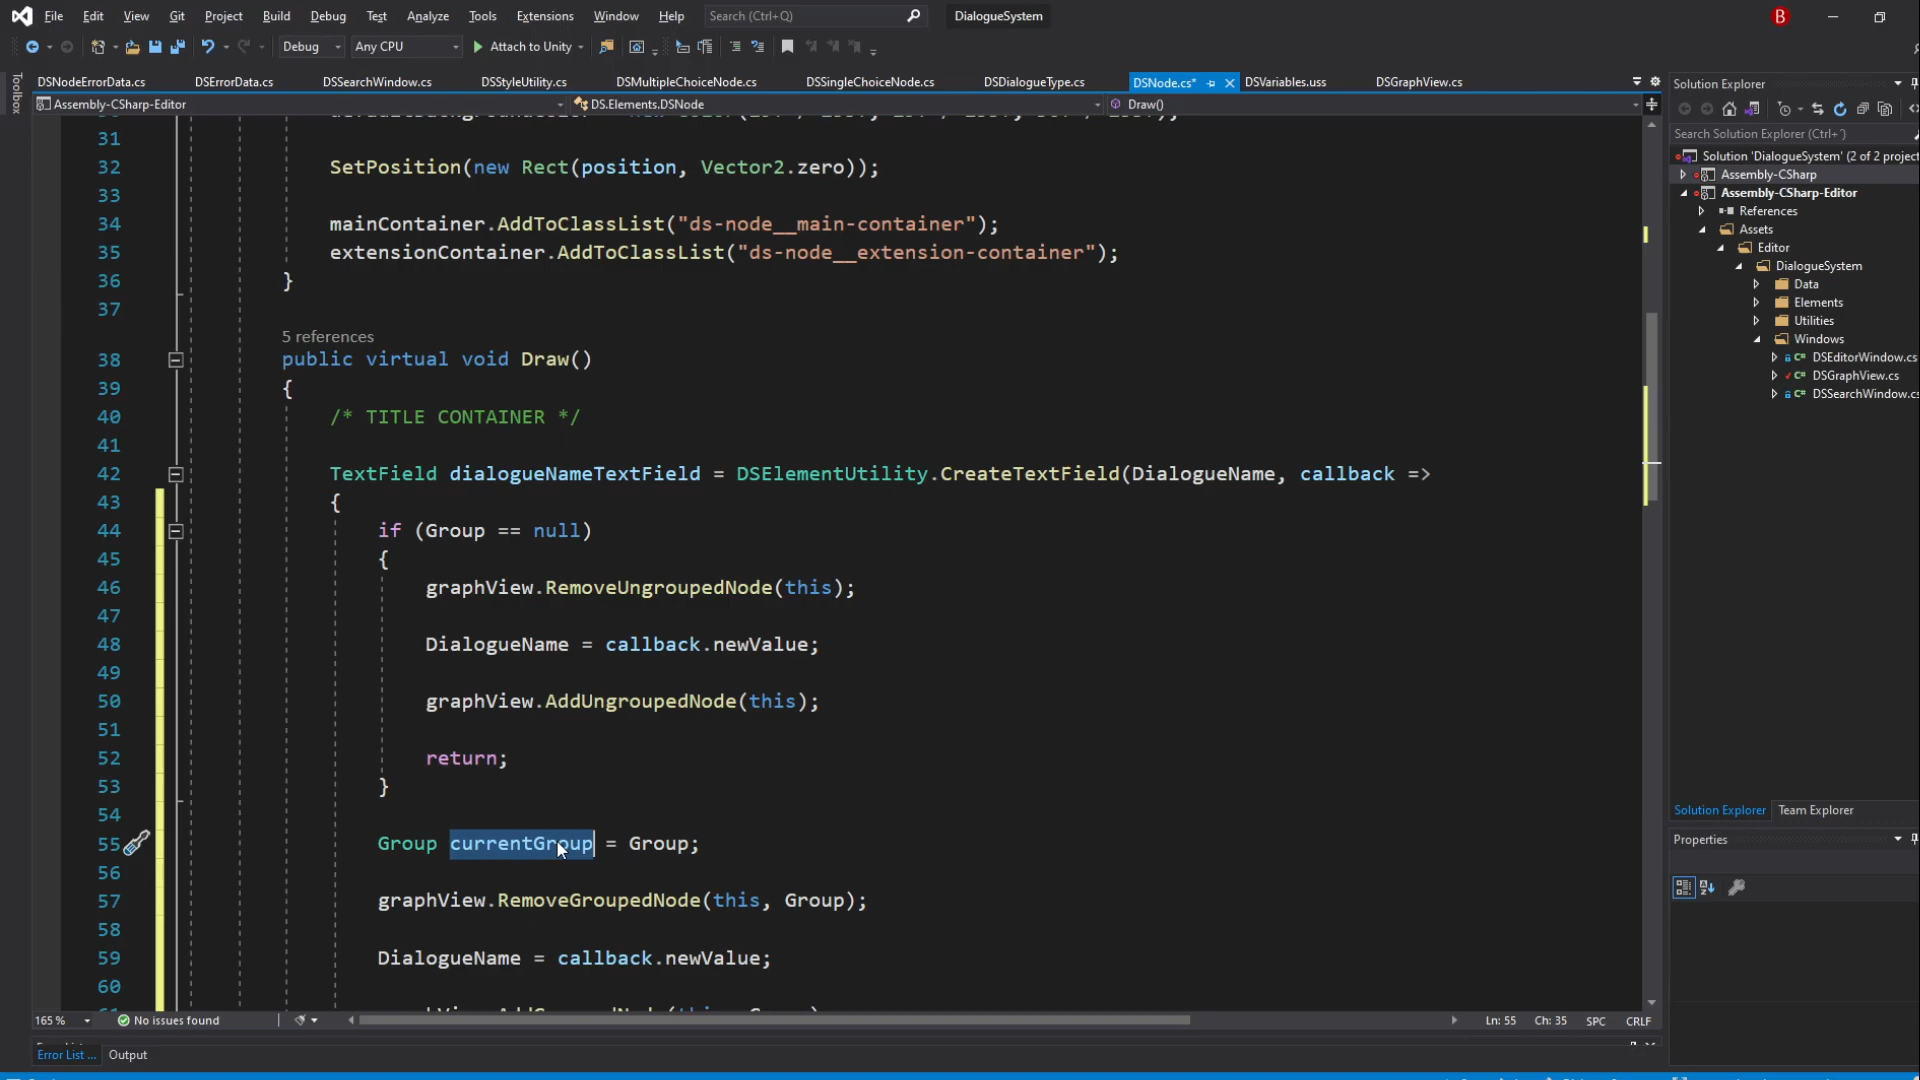 File Edit View Git Project Build Debug Test Analyze Tools Extensions Window Help Search (Ctrl+Q) DialogueSystem B
Debug Any CPU Attach to Unity
Toolbox
DSNodeErrorData.cs DSErrorData.cs DSSearchWindow.cs DSStyleUtility.cs DSMultipleChoiceNode.cs DSSingleChoiceNode.cs DSDialogueType.cs DSNode.cs* DSVariables.uss DSGraphView.cs
Assembly-CSharp-Editor DS.Elements.DSNode Draw()
31
32 SetPosition(new Rect(position, Vector2.zero));
33
34 mainContainer.AddToClassList("ds-node__main-container");
35 extensionContainer.AddToClassList("ds-node__extension-container");
36 }
37
5 references
38 public virtual void Draw()
39 {
40 /* TITLE CONTAINER */
41
42 TextField dialogueNameTextField = DSElementUtility.CreateTextField(DialogueName, callback =>
43 {
44 if (Group == null)
45 {
46 graphView.RemoveUngroupedNode(this);
47
48 DialogueName = callback.newValue;
49
50 graphView.AddUngroupedNode(this);
51
52 return;
53 }
54
55 Group currentGroup = Group;
56
57 graphView.RemoveGroupedNode(this, Group);
58
59 DialogueName = callback.newValue;
60
165 % No issues found Ln: 55 Ch: 35 SPC CRLF
Error List ... Output
Solution Explorer
Search Solution Explorer (Ctrl+
Solution 'DialogueSystem' (2 of 2 project
Assembly-CSharp
Assembly-CSharp-Editor
References
Assets
Editor
DialogueSystem
Data
Elements
Utilities
Windows
DSEditorWindow.cs
DSGraphView.cs
DSSearchWindow.cs
Solution Explorer Team Explorer
Properties